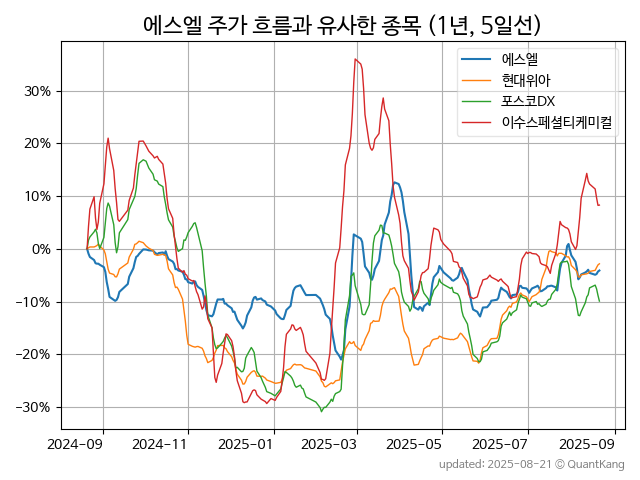 에스엘 주가 흐름과 유사한 종목 (1년, 5일선)
에스엘
현대위아
포스코DX
이수스페셜티케미컬
30%
20%
10%
0%
−10%
−20%
−30%
2024-09
2024-11
2025-01
2025-03
2025-05
2025-07
2025-09
updated: 2025-08-21 © QuantKang